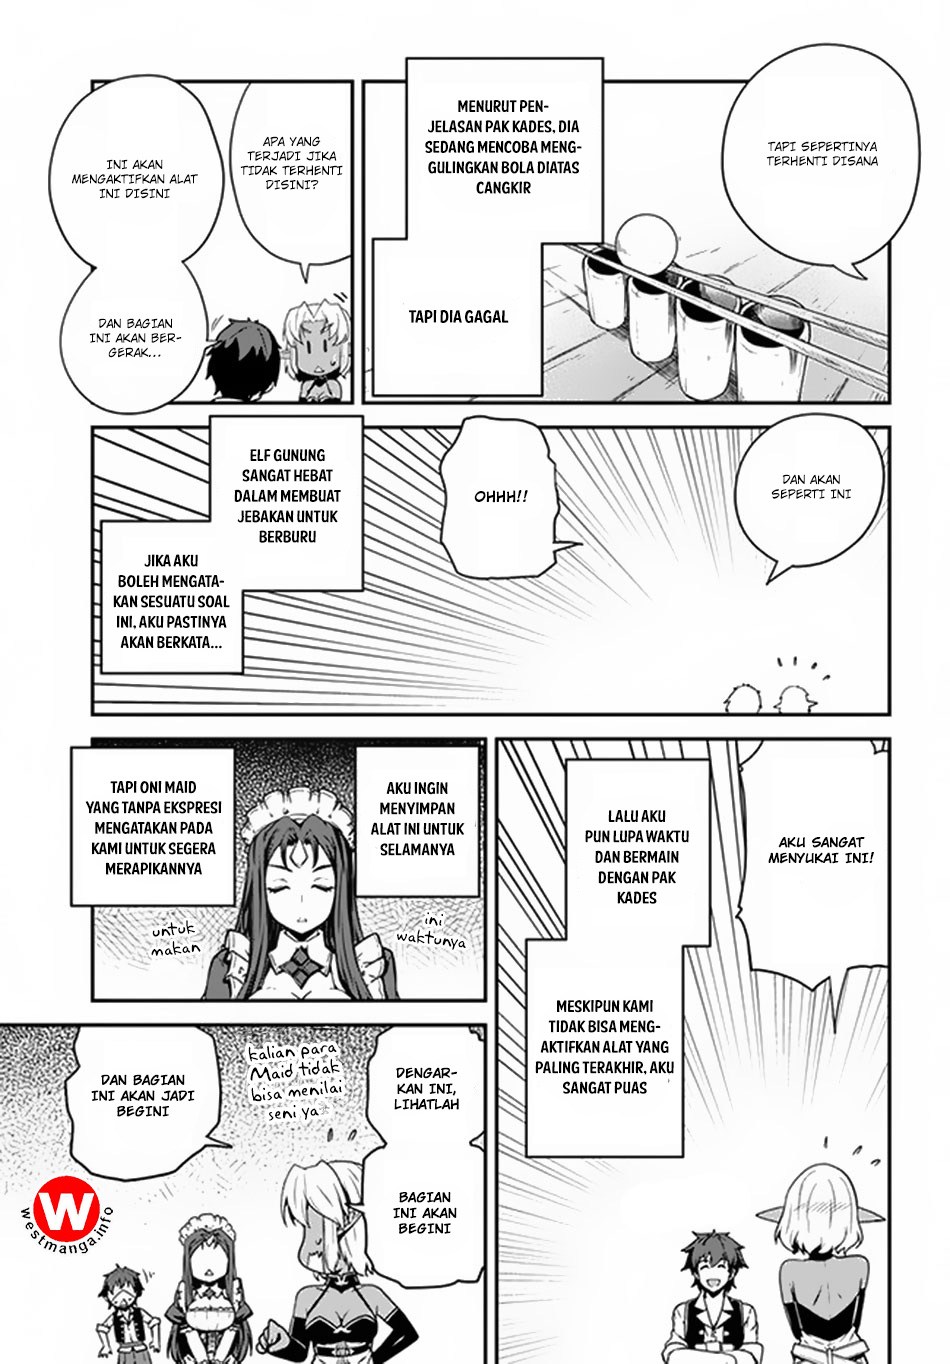 TAPI SEPERTINYA
TERHENTI DISANA
MENURUT PEN-
JELASAN PAK KADES, DIA
SEDANG MENCOBA MENG-
GULINGKAN BOLA DIATAS
CANGKIR
TAPI DIA GAGAL
APA YANG
TERJADI JIKA
TIDAK TERHENTI
DISINI?
INI AKAN
MENGAKTIFKAN ALAT
INI DISINI
DAN BAGIAN
INI AKAN BER-
GERAK...
DAN AKAN
SEPERTI INI
OHHH!!
ELF GUNUNG
SANGAT HEBAT
DALAM MEMBUAT
JEBAKAN UNTUK
BERBURU
JIKA AKU
BOLEH MENGATA-
KAN SESUATU SOAL
INI, AKU PASTINYA
AKAN BERKATA...
AKU SANGAT
MENYUKAI INI!
LALU AKU
PUN LUPA WAKTU
DAN BERMAIN
DENGAN PAK
KADES
MESKIPUN KAMI
TIDAK BISA MENG-
AKTIFKAN ALAT YANG
PALING TERAKHIR, AKU
SANGAT PUAS
AKU INGIN
MENYIMPAN
ALAT INI UNTUK
SELAMANYA
TAPI ONI MAID
YANG TANPA EKSPRESI
MENGATAKAN PADA
KAMI UNTUK SEGERA
MERAPIKANNYA
ini
waktunya
untuk
makan
DENGAR-
KAN INI,
LIHATLAH
BAGIAN
INI AKAN
BEGINI
kalian para
Maid tidak
bisa menilai
seni ya
DAN BAGIAN
INI AKAN JADI
BEGINI
W
westmanga.info